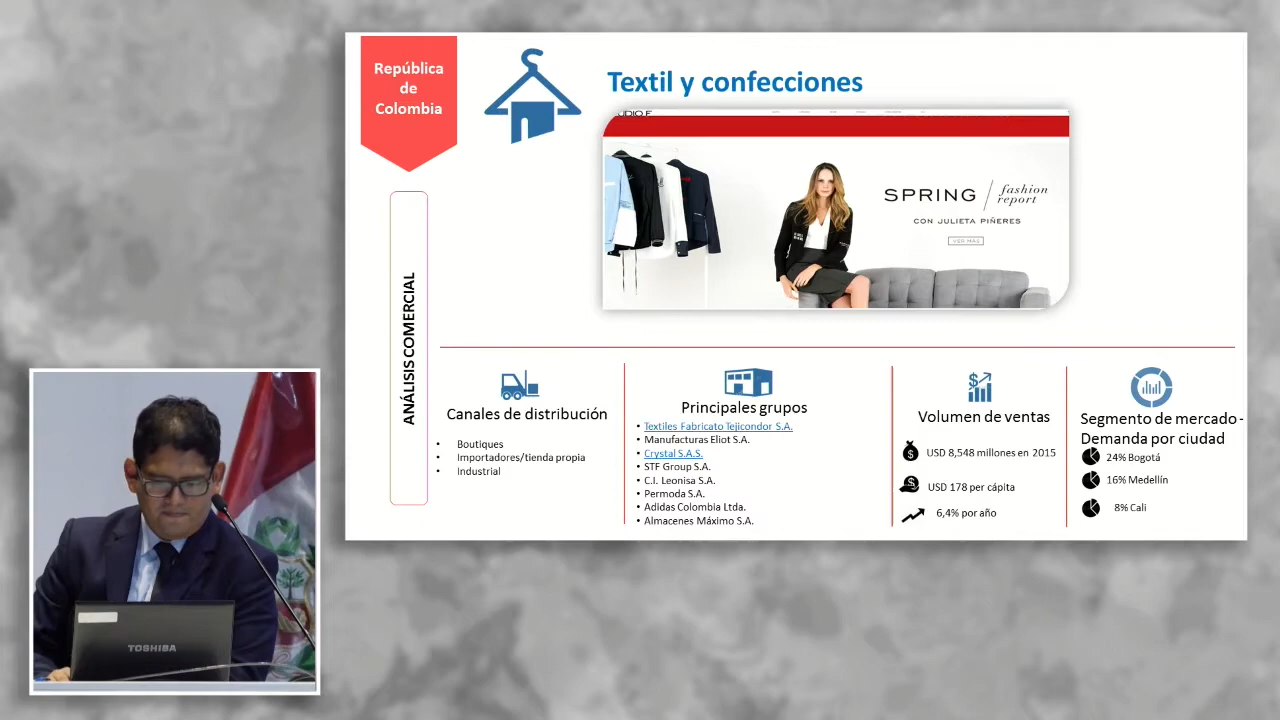 República
de
Colombia
Textil y confecciones
UDIO F
SPRING / fashion
report
CON JULIETA PIÑERES
VER MÁS
ANÁLISIS COMERCIAL
Canales de distribución
• Boutiques
• Importadores/tienda propia
• Industrial
Principales grupos
• Textiles Fabricato Tejicondor S.A.
• Manufacturas Eliot S.A.
• Crystal S.A.S.
• STF Group S.A.
• C.I. Leonisa S.A.
• Permoda S.A.
• Adidas Colombia Ltda.
• Almacenes Máximo S.A.
Volumen de ventas
USD 8,548 millones en 2015
USD 178 per cápita
6,4% por año
Segmento de mercado -
Demanda por ciudad
24% Bogotá
16% Medellín
8% Cali
TOSHIBA